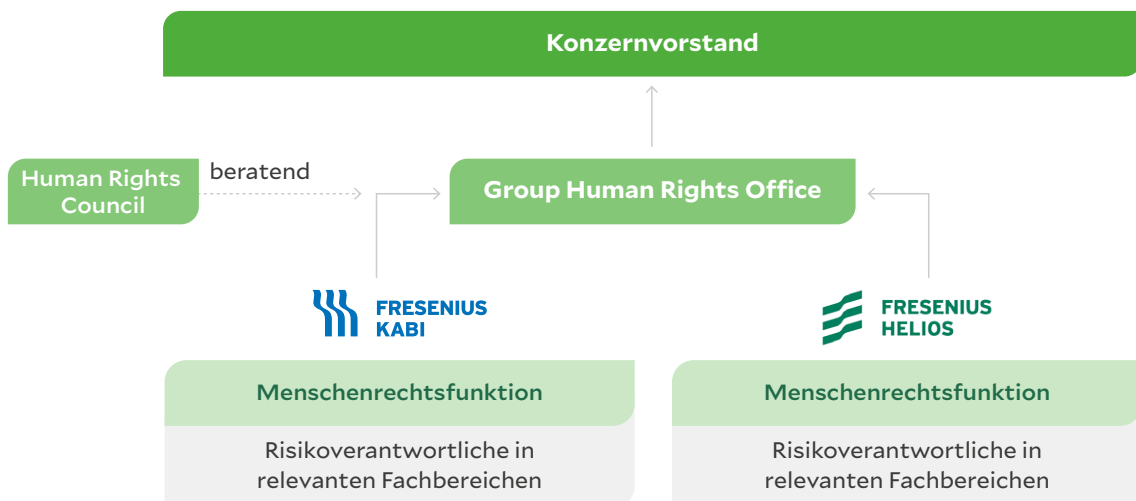 Konzernvorstand
Human Rights
Council
beratend
Group Human Rights Office
FRESENIUS
KABI
FRESENIUS
HELIOS
Menschenrechtsfunktion
Risikoverantwortliche in
relevanten Fachbereichen
Menschenrechtsfunktion
Risikoverantwortliche in
relevanten Fachbereichen